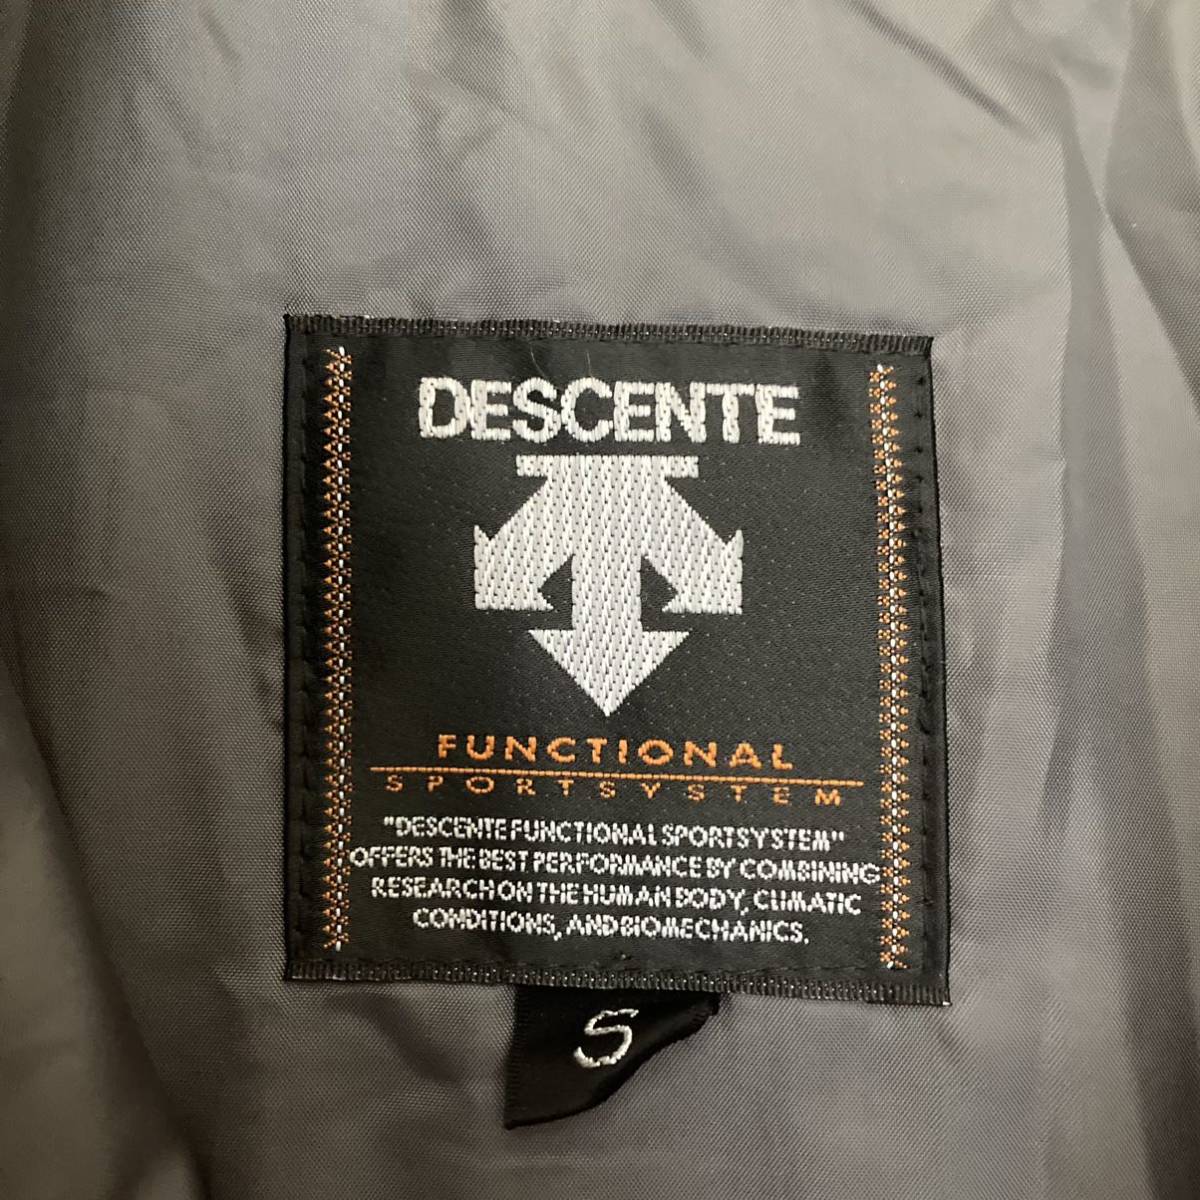 DESCENTE
FUNCTIONAL
SPORTSYSTEM
"DESCENTE FUNCTIONAL SPORTSYSTEM"
OFFERS THE BEST PERFORMANCE BY COMBINING
RESEARCH ON THE HUMAN BODY, CLIMATIC
CONDITIONS, AND BIOMECHANICS.
S